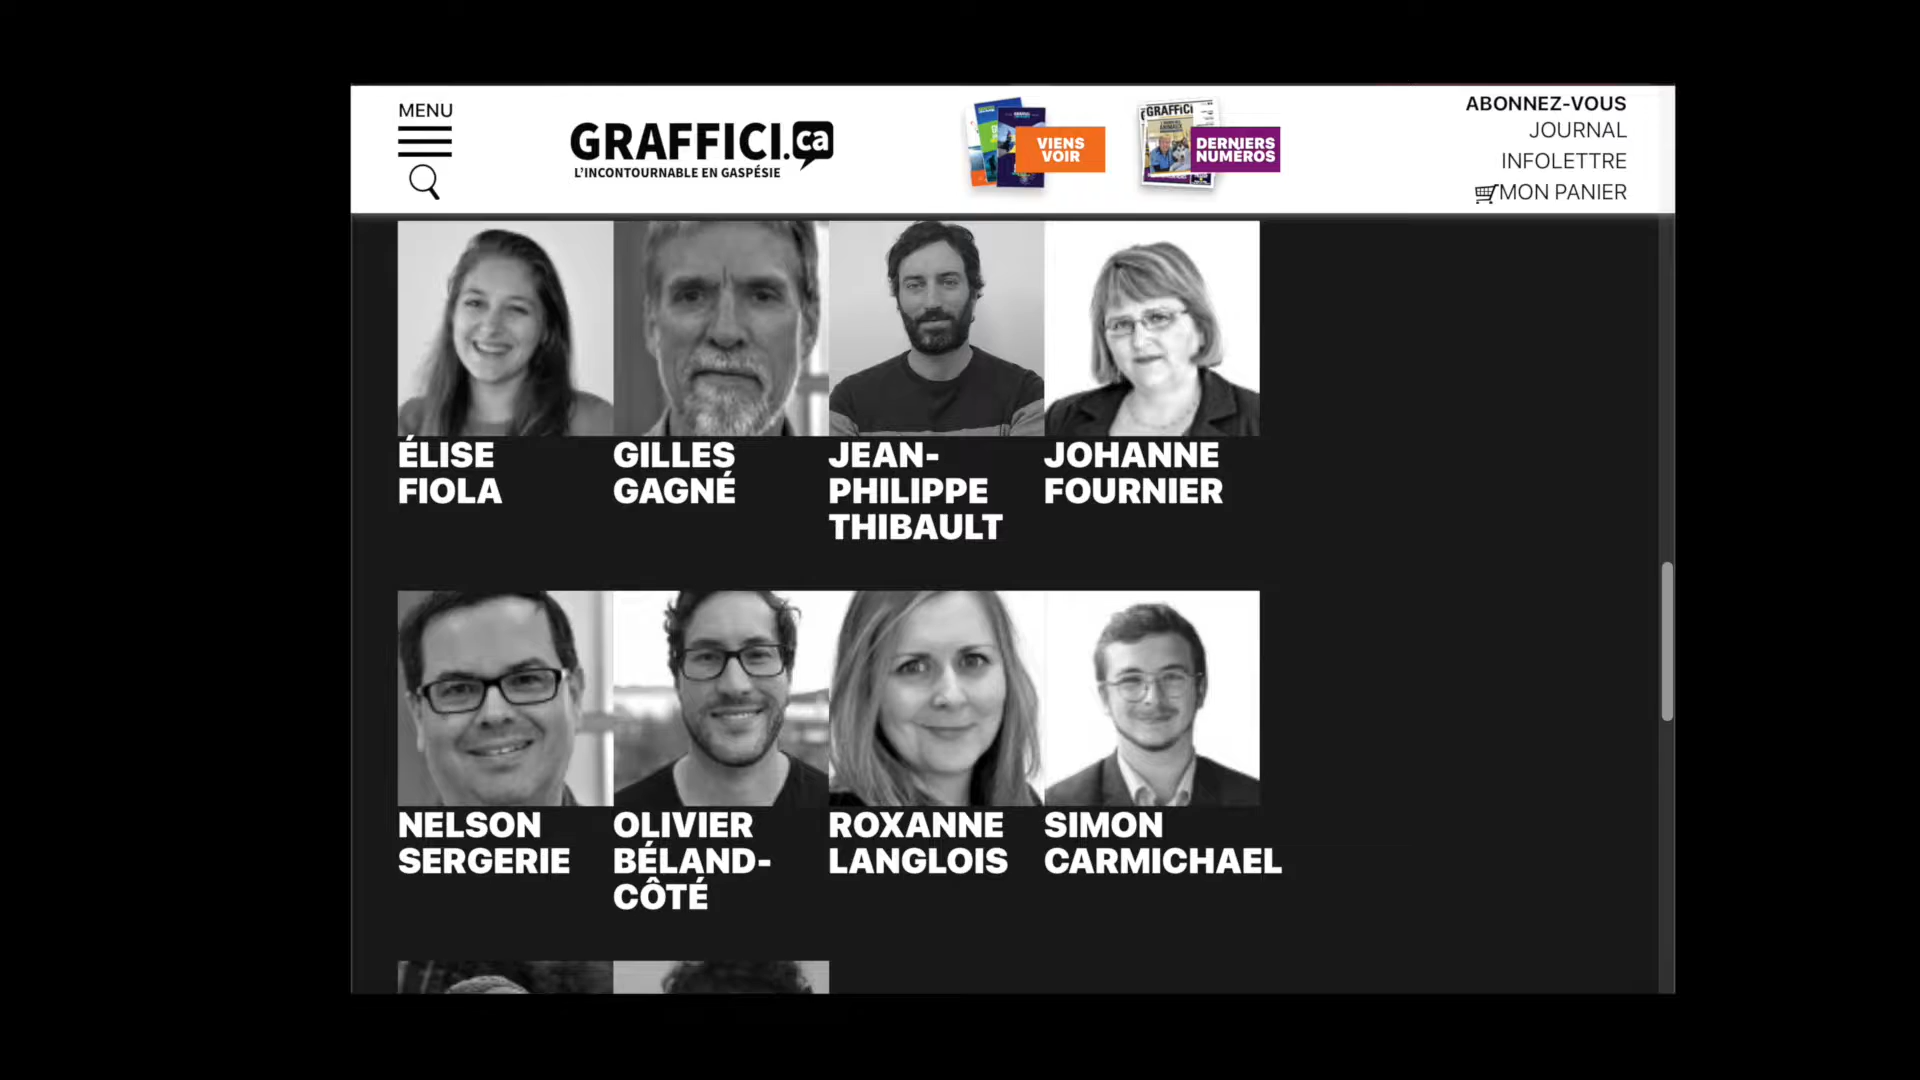 MENU
GRAFFICI.ca
L'INCONTOURNABLE EN GASPÉSIE
VIENS
VOIR
GRAFFICI
DERNIERS
NUMÉROS
ABONNEZ-VOUS
JOURNAL
INFOLETTRE
MON PANIER
ÉLISE
FIOLA
GILLES
GAGNÉ
JEAN-
PHILIPPE
THIBAULT
JOHANNE
FOURNIER
NELSON
SERGERIE
OLIVIER
BÉLAND-
CÔTÉ
ROXANNE
LANGLOIS
SIMON
CARMICHAEL